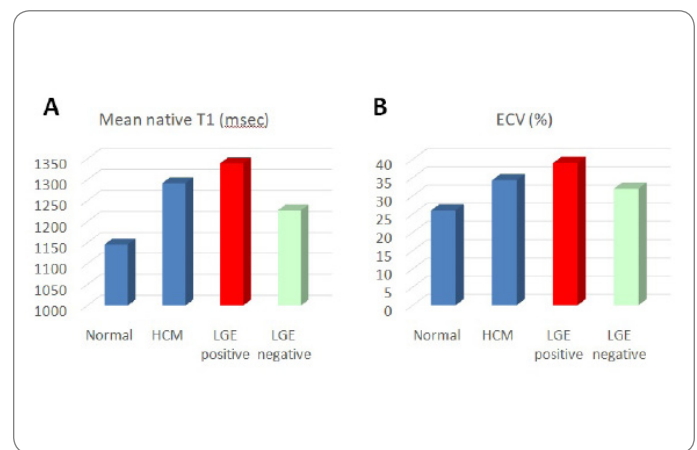 A
Mean native T1 (msec)
1350
1300
1250
1200
1150
1100
1050
1000
Normal HCM LGE positive LGE negative
B
ECV (%)
40
35
30
25
20
15
10
5
0
Normal HCM LGE positive LGE negative